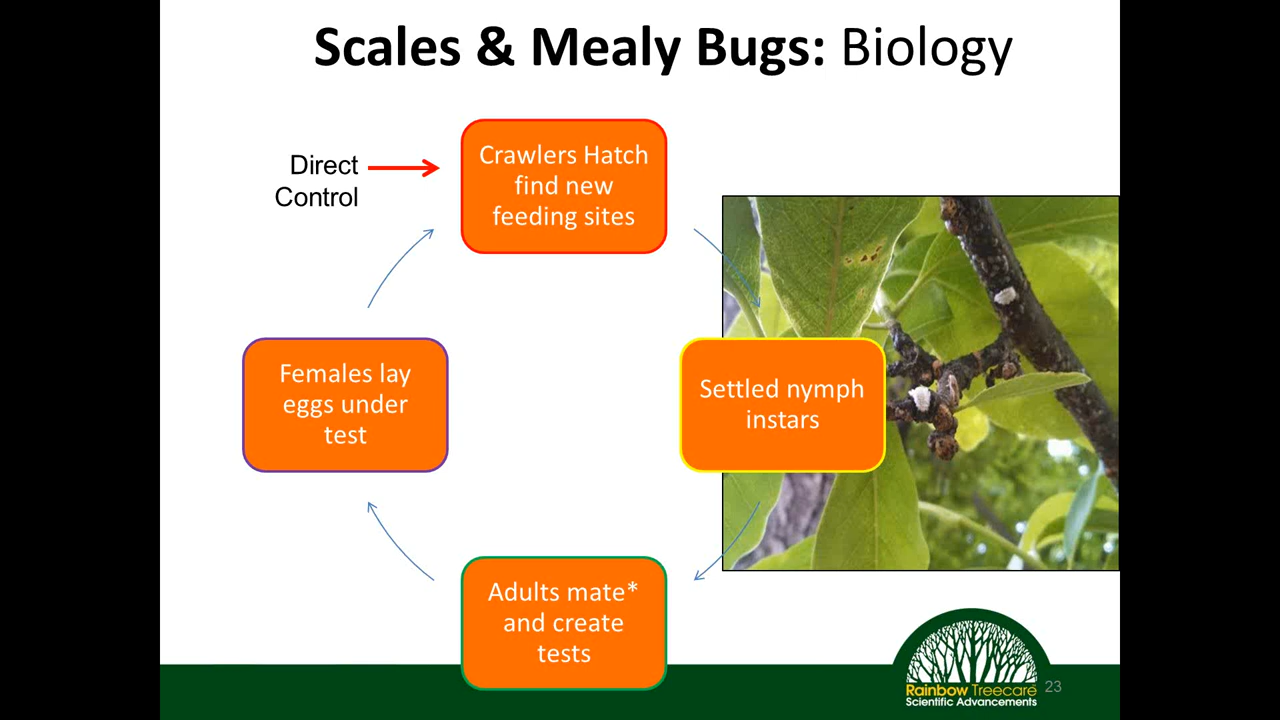 Scales & Mealy Bugs: Biology
Direct
Control
Crawlers Hatch
find new
feeding sites
Females lay
eggs under
test
Settled nymph
instars
Adults mate*
and create
tests
Rainbow Treecare
Scientific Advancements
23